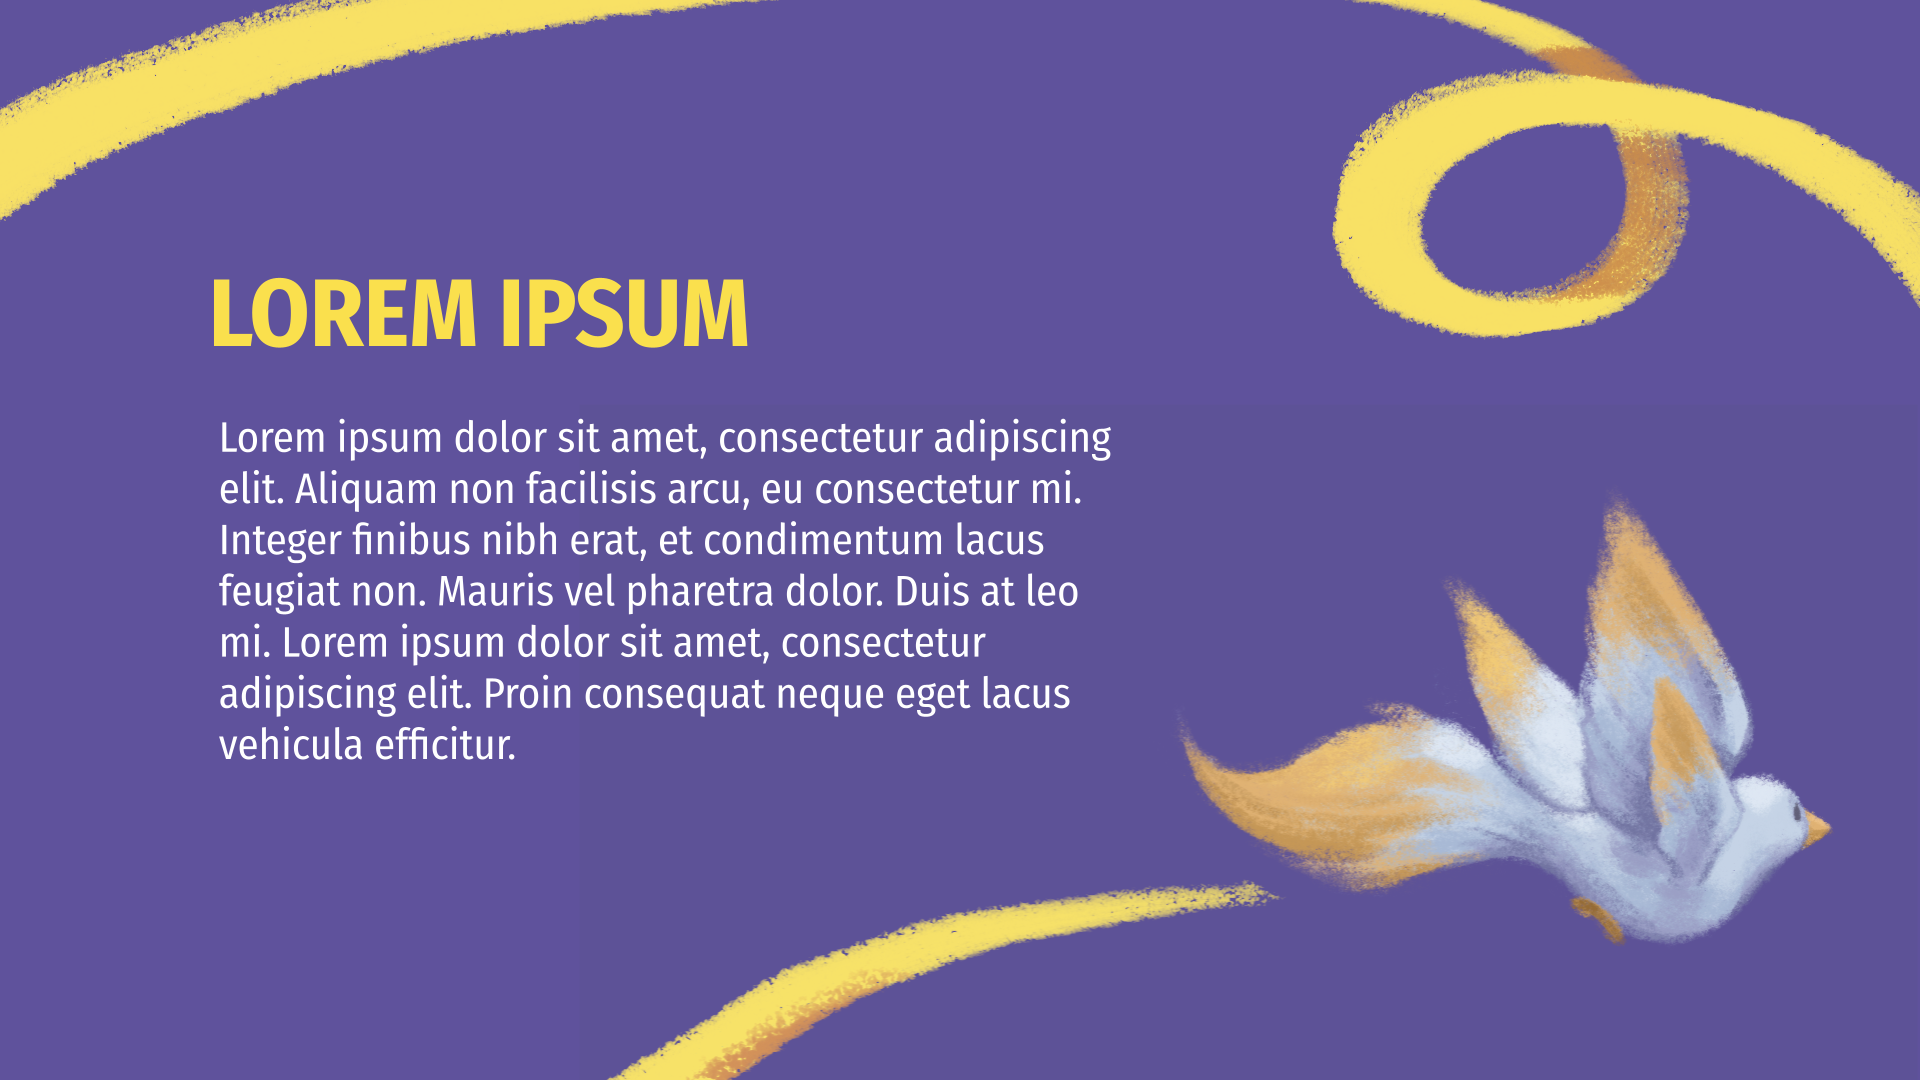 LOREM IPSUM
Lorem ipsum dolor sit amet, consectetur adipiscing
elit. Aliquam non facilisis arcu, eu consectetur mi.
Integer finibus nibh erat, et condimentum lacus
feugiat non. Mauris vel pharetra dolor. Duis at leo
mi. Lorem ipsum dolor sit amet, consectetur
adipiscing elit. Proin consequat neque eget lacus
vehicula efficitur.